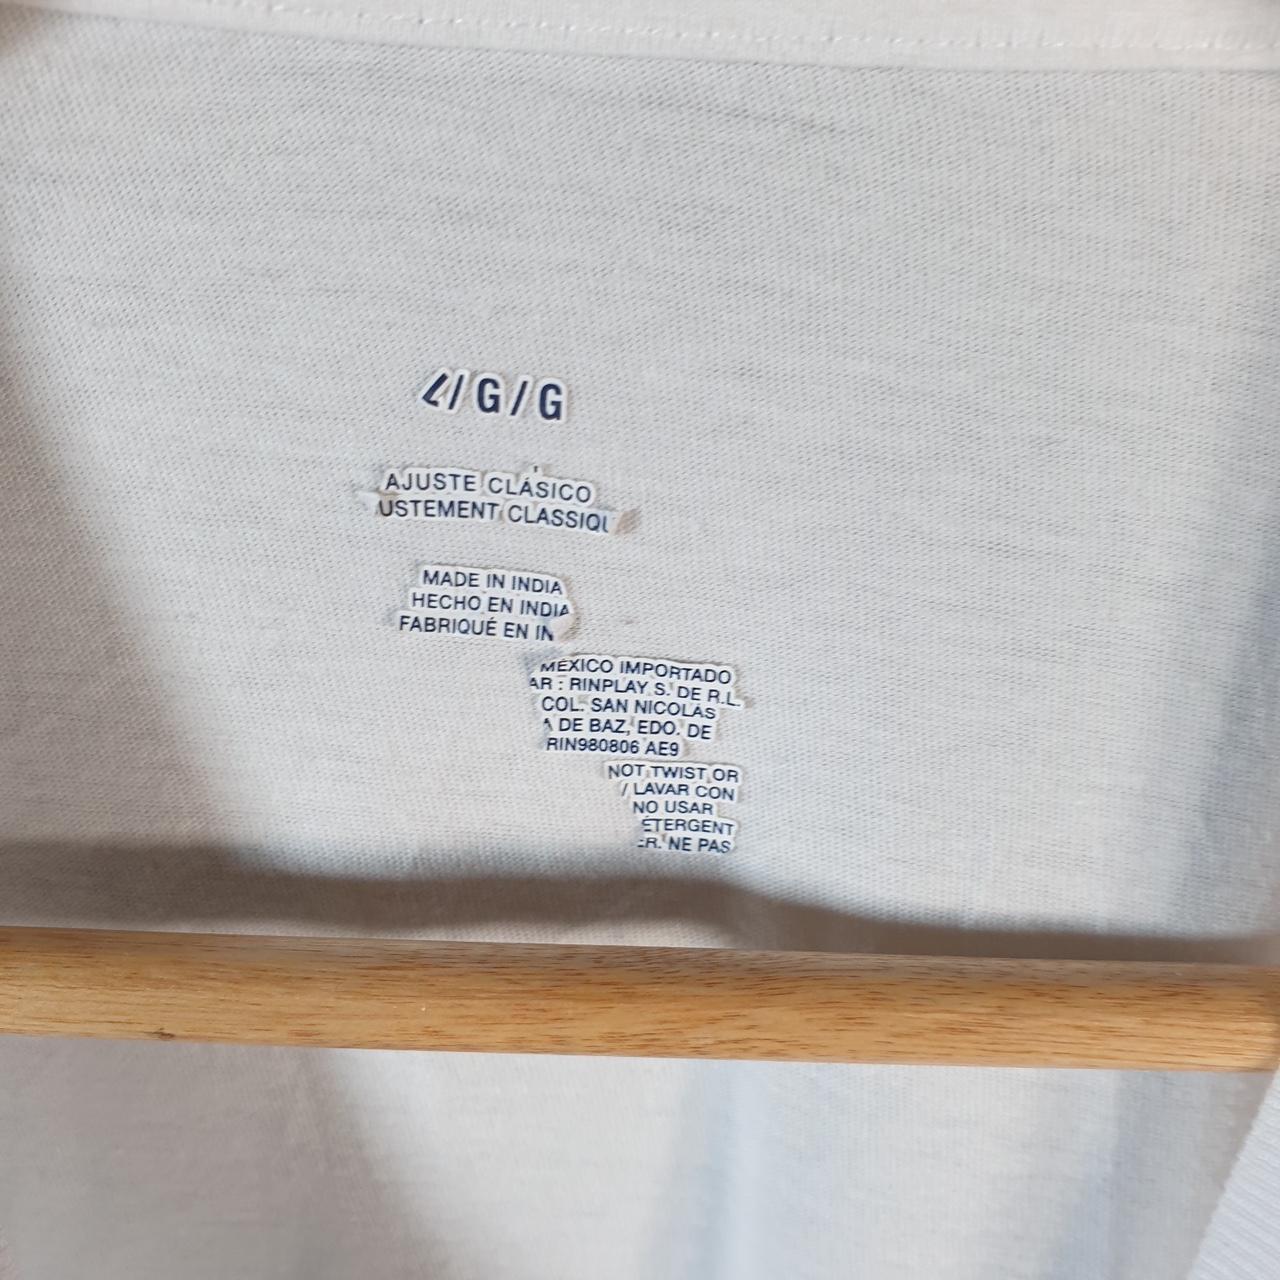 / G / G
AJUSTE CLÁSICO
USTEMENT CLASSIQU
MADE IN INDIA
HECHO EN INDIA
FABRIQUÉ EN IN
MÉXICO IMPORTADO
AR : RINPLAY S. DE R.L.
COL. SAN NICOLÁS
A DE BAZ, EDO. DE
RIN980806 AE9
NOT TWIST OR
/ LAVAR CON
NO USAR
ÉTERGENT
ER. NE PAS